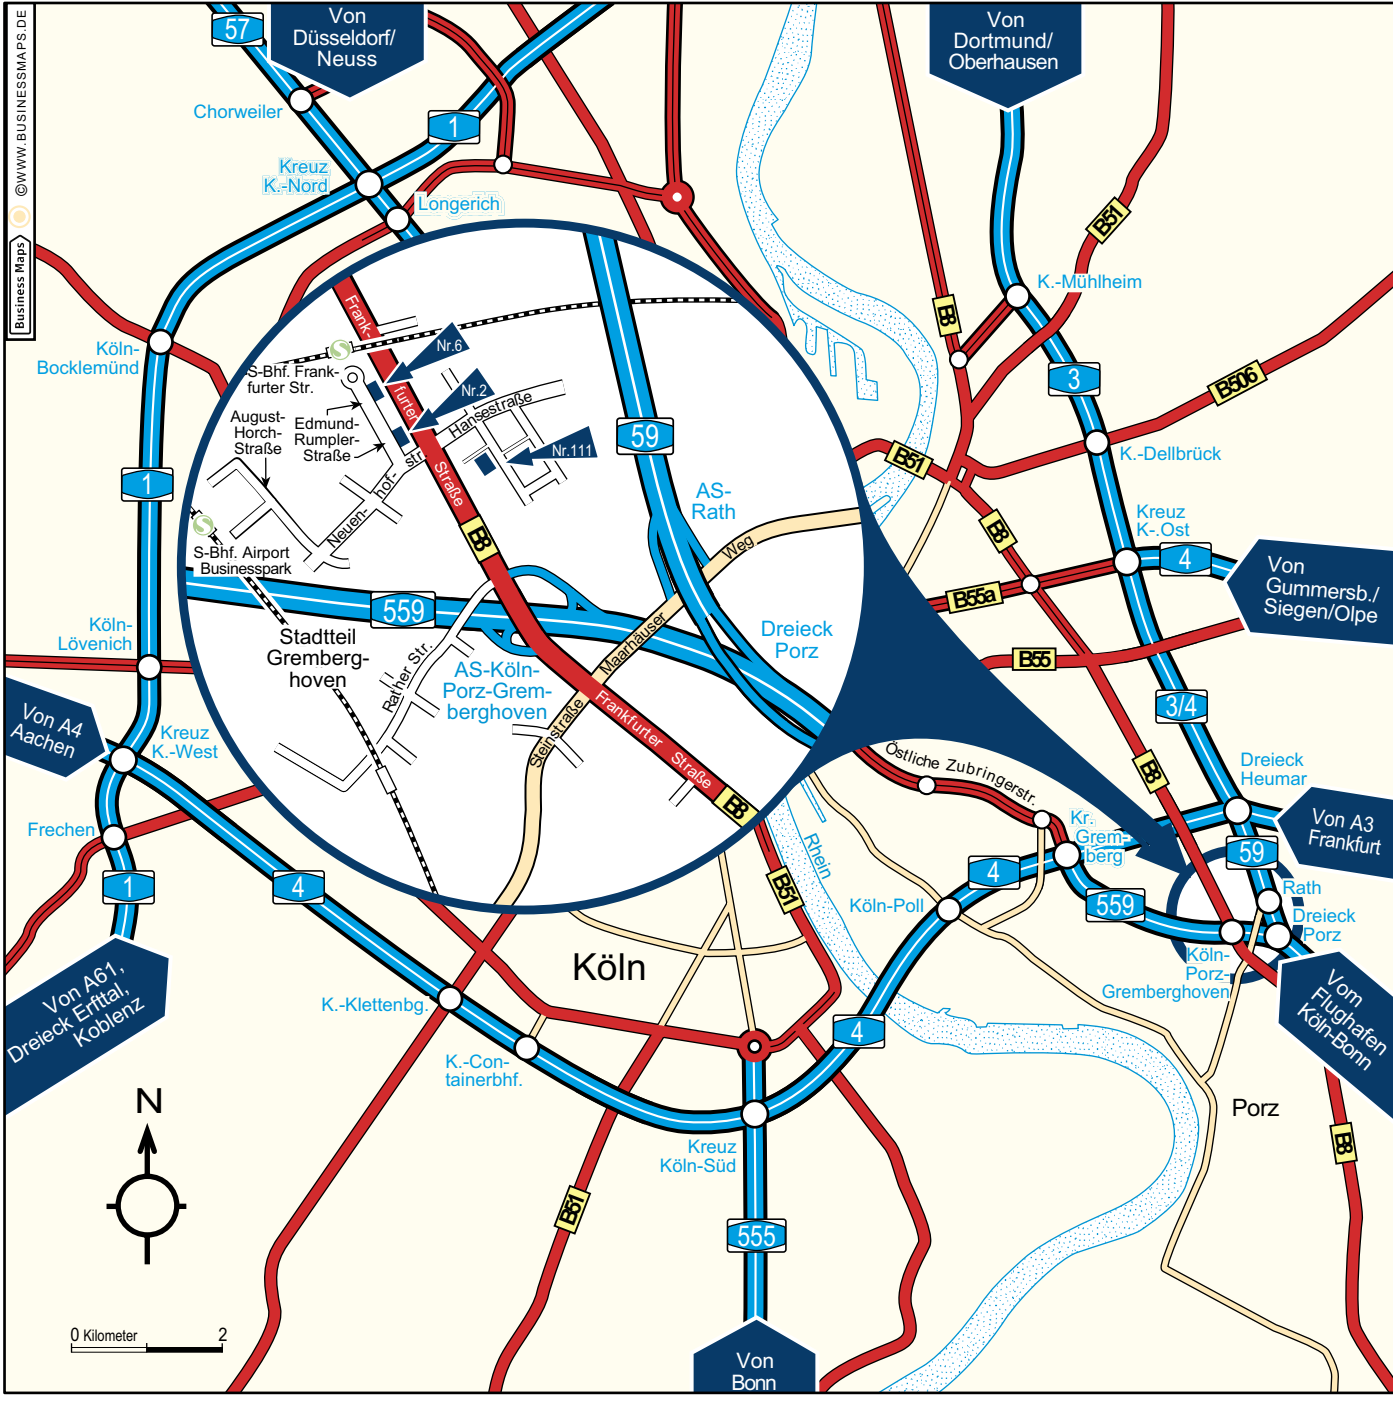 ©WWW.BUSINESSMAPS.DE
Business Maps
57
Von
Düsseldorf/
Neuss
Von
Dortmund/
Oberhausen
Chorweiler
1
Kreuz
K.-Nord
Longerich
B51
K.-Mühlheim
B8
Köln-
Bocklemünd
3
B506
K.-Dellbrück
B51
Kreuz
K-.Ost
4
Von
Gummersb./
Siegen/Olpe
B8
B55a
B55
1
Frank-
furter
Straße
Nr.6
Nr.2
Nr.111
S-Bhf. Frank-
furter Str.
August-
Horch-
Straße
Edmund-
Rumpler-
Straße
Hansestraße
Neuen-
hof-
str.
59
AS-
Rath
B8
Weg
S-Bhf. Airport
Businesspark
559
Stadtteil
Gremberg-
hoven
Rather Str.
AS-Köln-
Porz-Grem-
berghoven
Maarhäuser
Dreieck
Porz
Steinstraße
Frankfurter Straße
B8
Köln-
Lövenich
Von A4
Aachen
Kreuz
K.-West
Frechen
1
4
Von A61,
Dreieck Erfttal,
Koblenz
3/4
B8
Dreieck
Heumar
Von A3
Frankfurt
Östliche Zubringerstr.
Kr.
Grem-
berg
59
Rath
Dreieck
Porz
559
4
Köln-Poll
Rhein
B51
Köln-
Porz-
Gremberghoven
Vom
Flughafen
Köln-Bonn
Köln
K.-Klettenbg.
K.-Con-
tainerbhf.
4
Kreuz
Köln-Süd
Porz
B8
B51
555
Von
Bonn
N
0 Kilometer 2